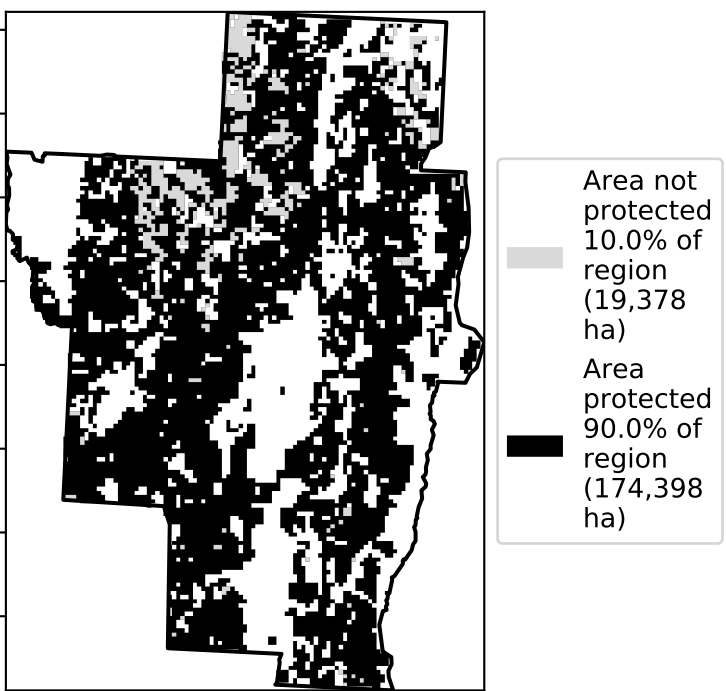 Area not
protected
10.0% of
region
(19,378
ha)
Area
protected
90.0% of
region
(174,398
ha)